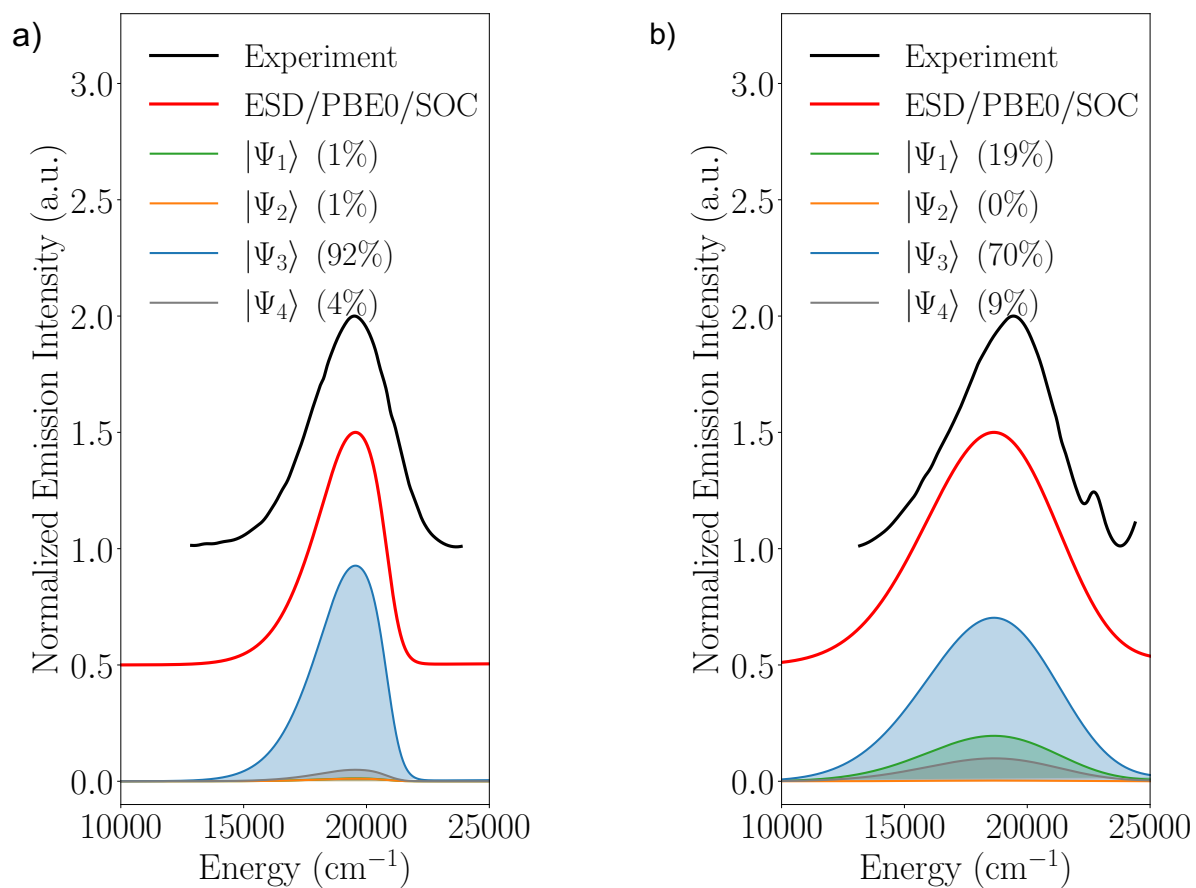 a)
Experiment
ESD/PBE0/SOC
|Ψ₁⟩ (1%)
|Ψ₂⟩ (1%)
|Ψ₃⟩ (92%)
|Ψ₄⟩ (4%)
Normalized Emission Intensity (a.u.)
3.0
2.5
2.0
1.5
1.0
0.5
0.0
10000 15000 20000 25000
Energy (cm⁻¹)
b)
Experiment
ESD/PBE0/SOC
|Ψ₁⟩ (19%)
|Ψ₂⟩ (0%)
|Ψ₃⟩ (70%)
|Ψ₄⟩ (9%)
Normalized Emission Intensity (a.u.)
3.0
2.5
2.0
1.5
1.0
0.5
0.0
10000 15000 20000 25000
Energy (cm⁻¹)